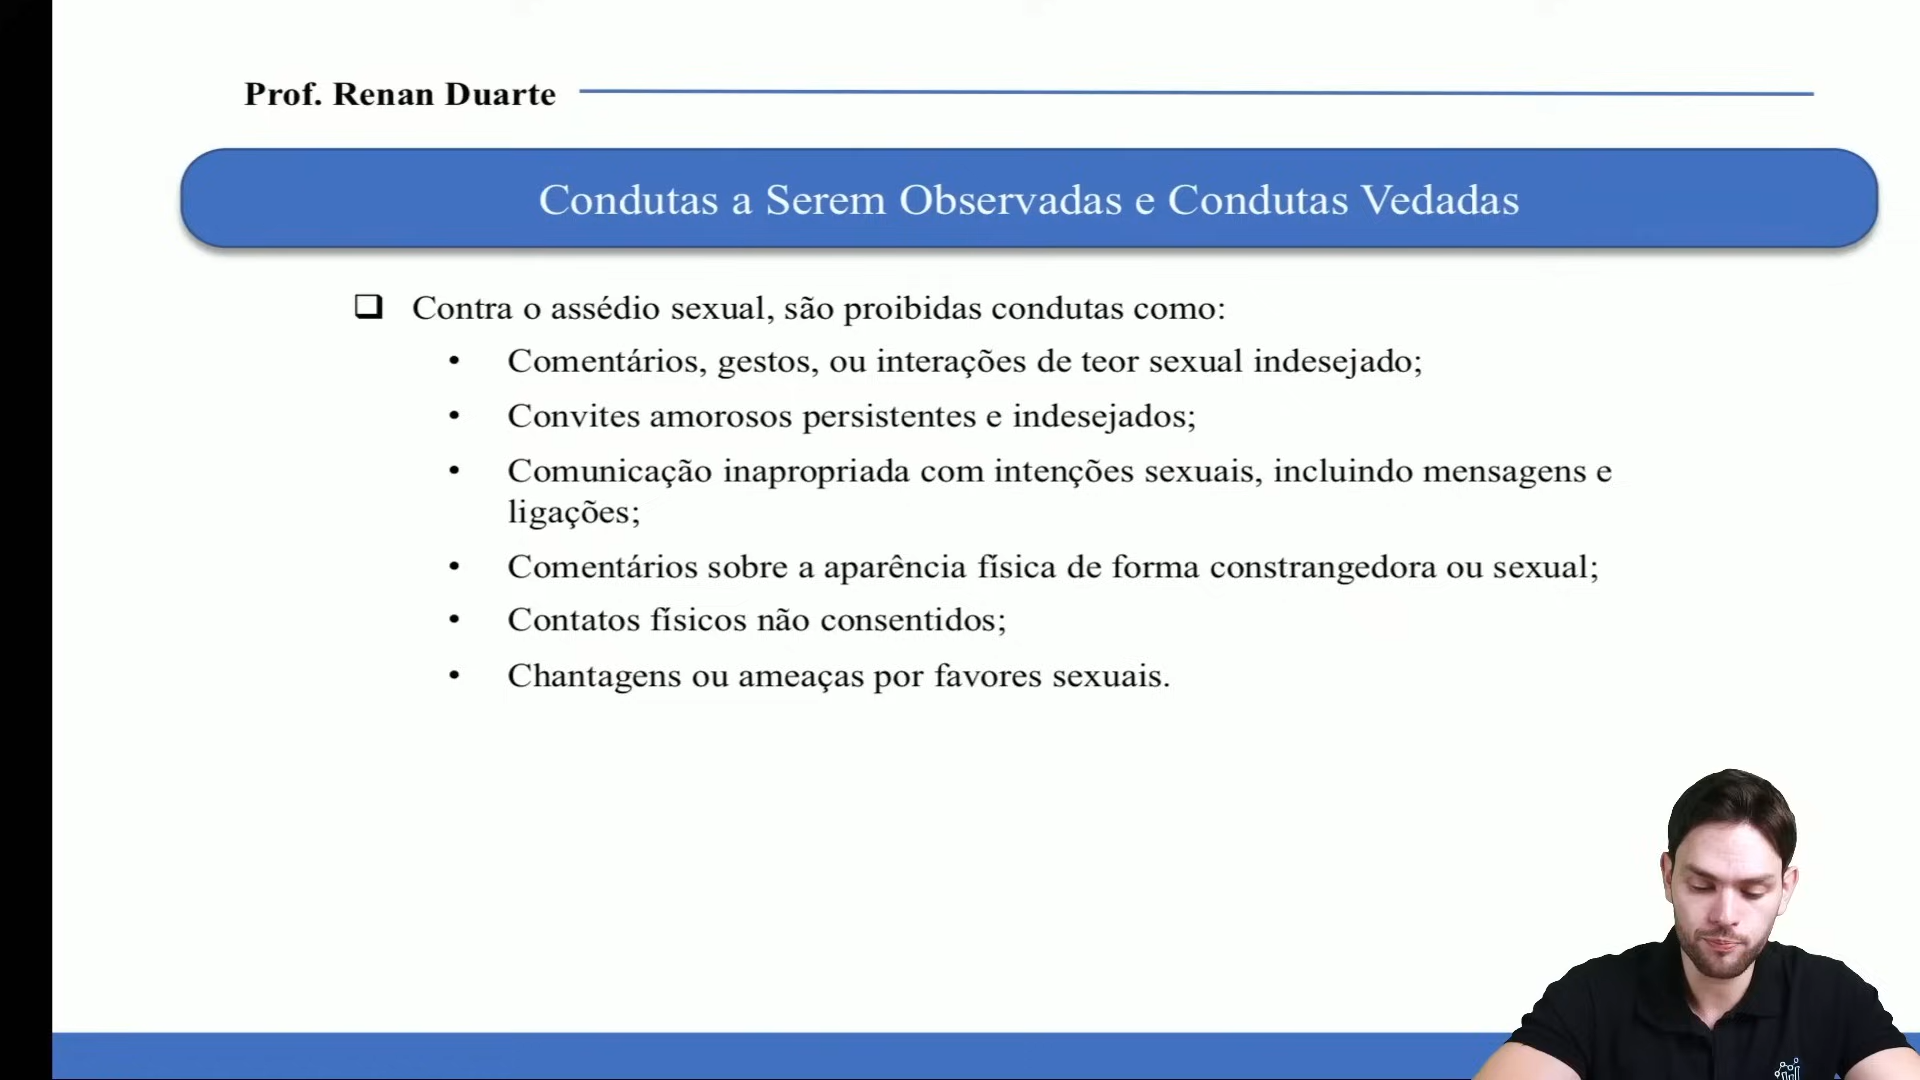 Prof. Renan Duarte
Condutas a Serem Observadas e Condutas Vedadas
Contra o assédio sexual, são proibidas condutas como:
• Comentários, gestos, ou interações de teor sexual indesejado;
• Convites amorosos persistentes e indesejados;
• Comunicação inapropriada com intenções sexuais, incluindo mensagens e
ligações;
• Comentários sobre a aparência física de forma constrangedora ou sexual;
• Contatos físicos não consentidos;
• Chantagens ou ameaças por favores sexuais.